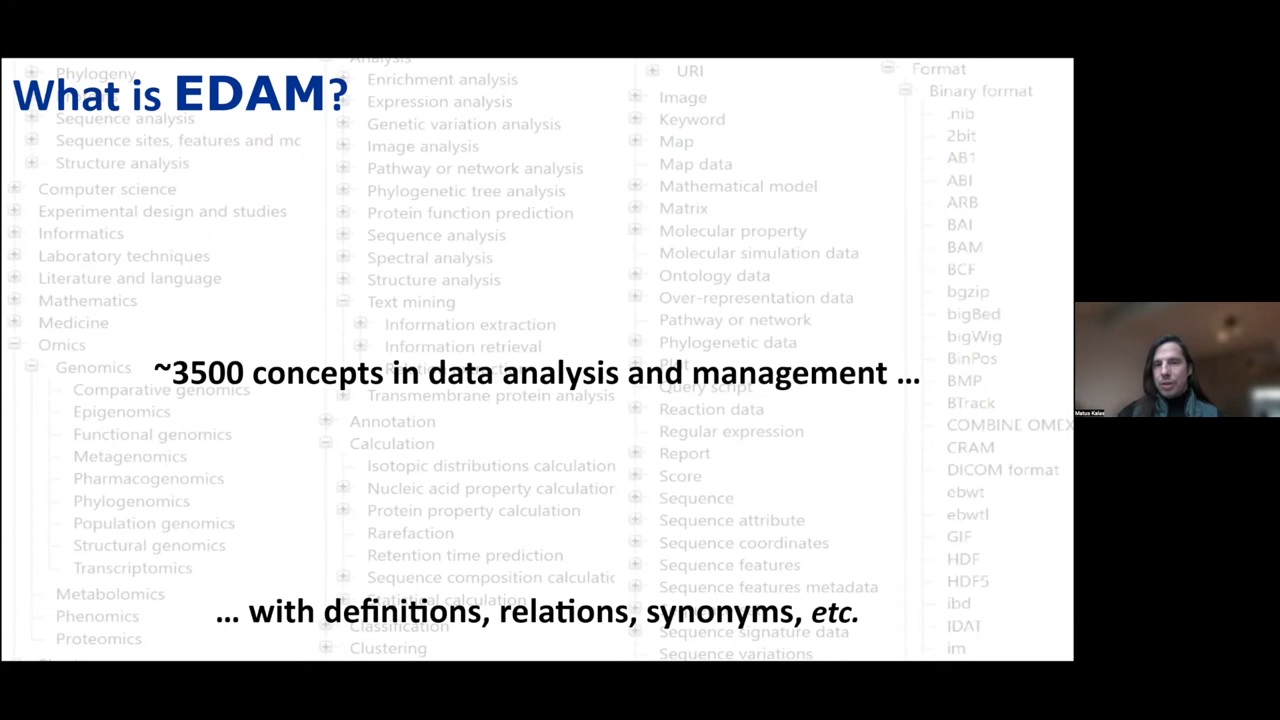 What is EDAM?
~3500 concepts in data analysis and management ...
... with definitions, relations, synonyms, etc.
Phylogeny
Sequence analysis
Sequence sites, features and mc
Structure analysis
Computer science
Experimental design and studies
Informatics
Laboratory techniques
Literature and language
Mathematics
Medicine
Omics
Genomics
Comparative genomics
Epigenomics
Functional genomics
Metagenomics
Pharmacogenomics
Phylogenomics
Population genomics
Structural genomics
Transcriptomics
Metabolomics
Phenomics
Proteomics
Analysis
Enrichment analysis
Expression analysis
Genetic variation analysis
Image analysis
Pathway or network analysis
Phylogenetic tree analysis
Protein function prediction
Sequence analysis
Spectral analysis
Structure analysis
Text mining
Information extraction
Information retrieval
Transmembrane protein analysis
Annotation
Calculation
Isotopic distributions calculation
Nucleic acid property calculation
Protein property calculation
Rarefaction
Retention time prediction
Sequence composition calculatic
Statistical calculation
Classification
Clustering
URI
Image
Keyword
Map
Map data
Mathematical model
Matrix
Molecular property
Molecular simulation data
Ontology data
Over-representation data
Pathway or network
Phylogenetic data
Plot
Query script
Reaction data
Regular expression
Report
Score
Sequence
Sequence attribute
Sequence coordinates
Sequence features
Sequence features metadata
Sequence signature data
Sequence variations
Format
Binary format
.nib
2bit
AB1
ABI
ARB
BAI
BAM
BCF
bgzip
bigBed
bigWig
BinPos
BMP
BTrack
COMBINE OMEX
CRAM
DICOM format
ebwt
ebwtl
GIF
HDF
HDF5
ibd
IDAT
im
Matus Kalas